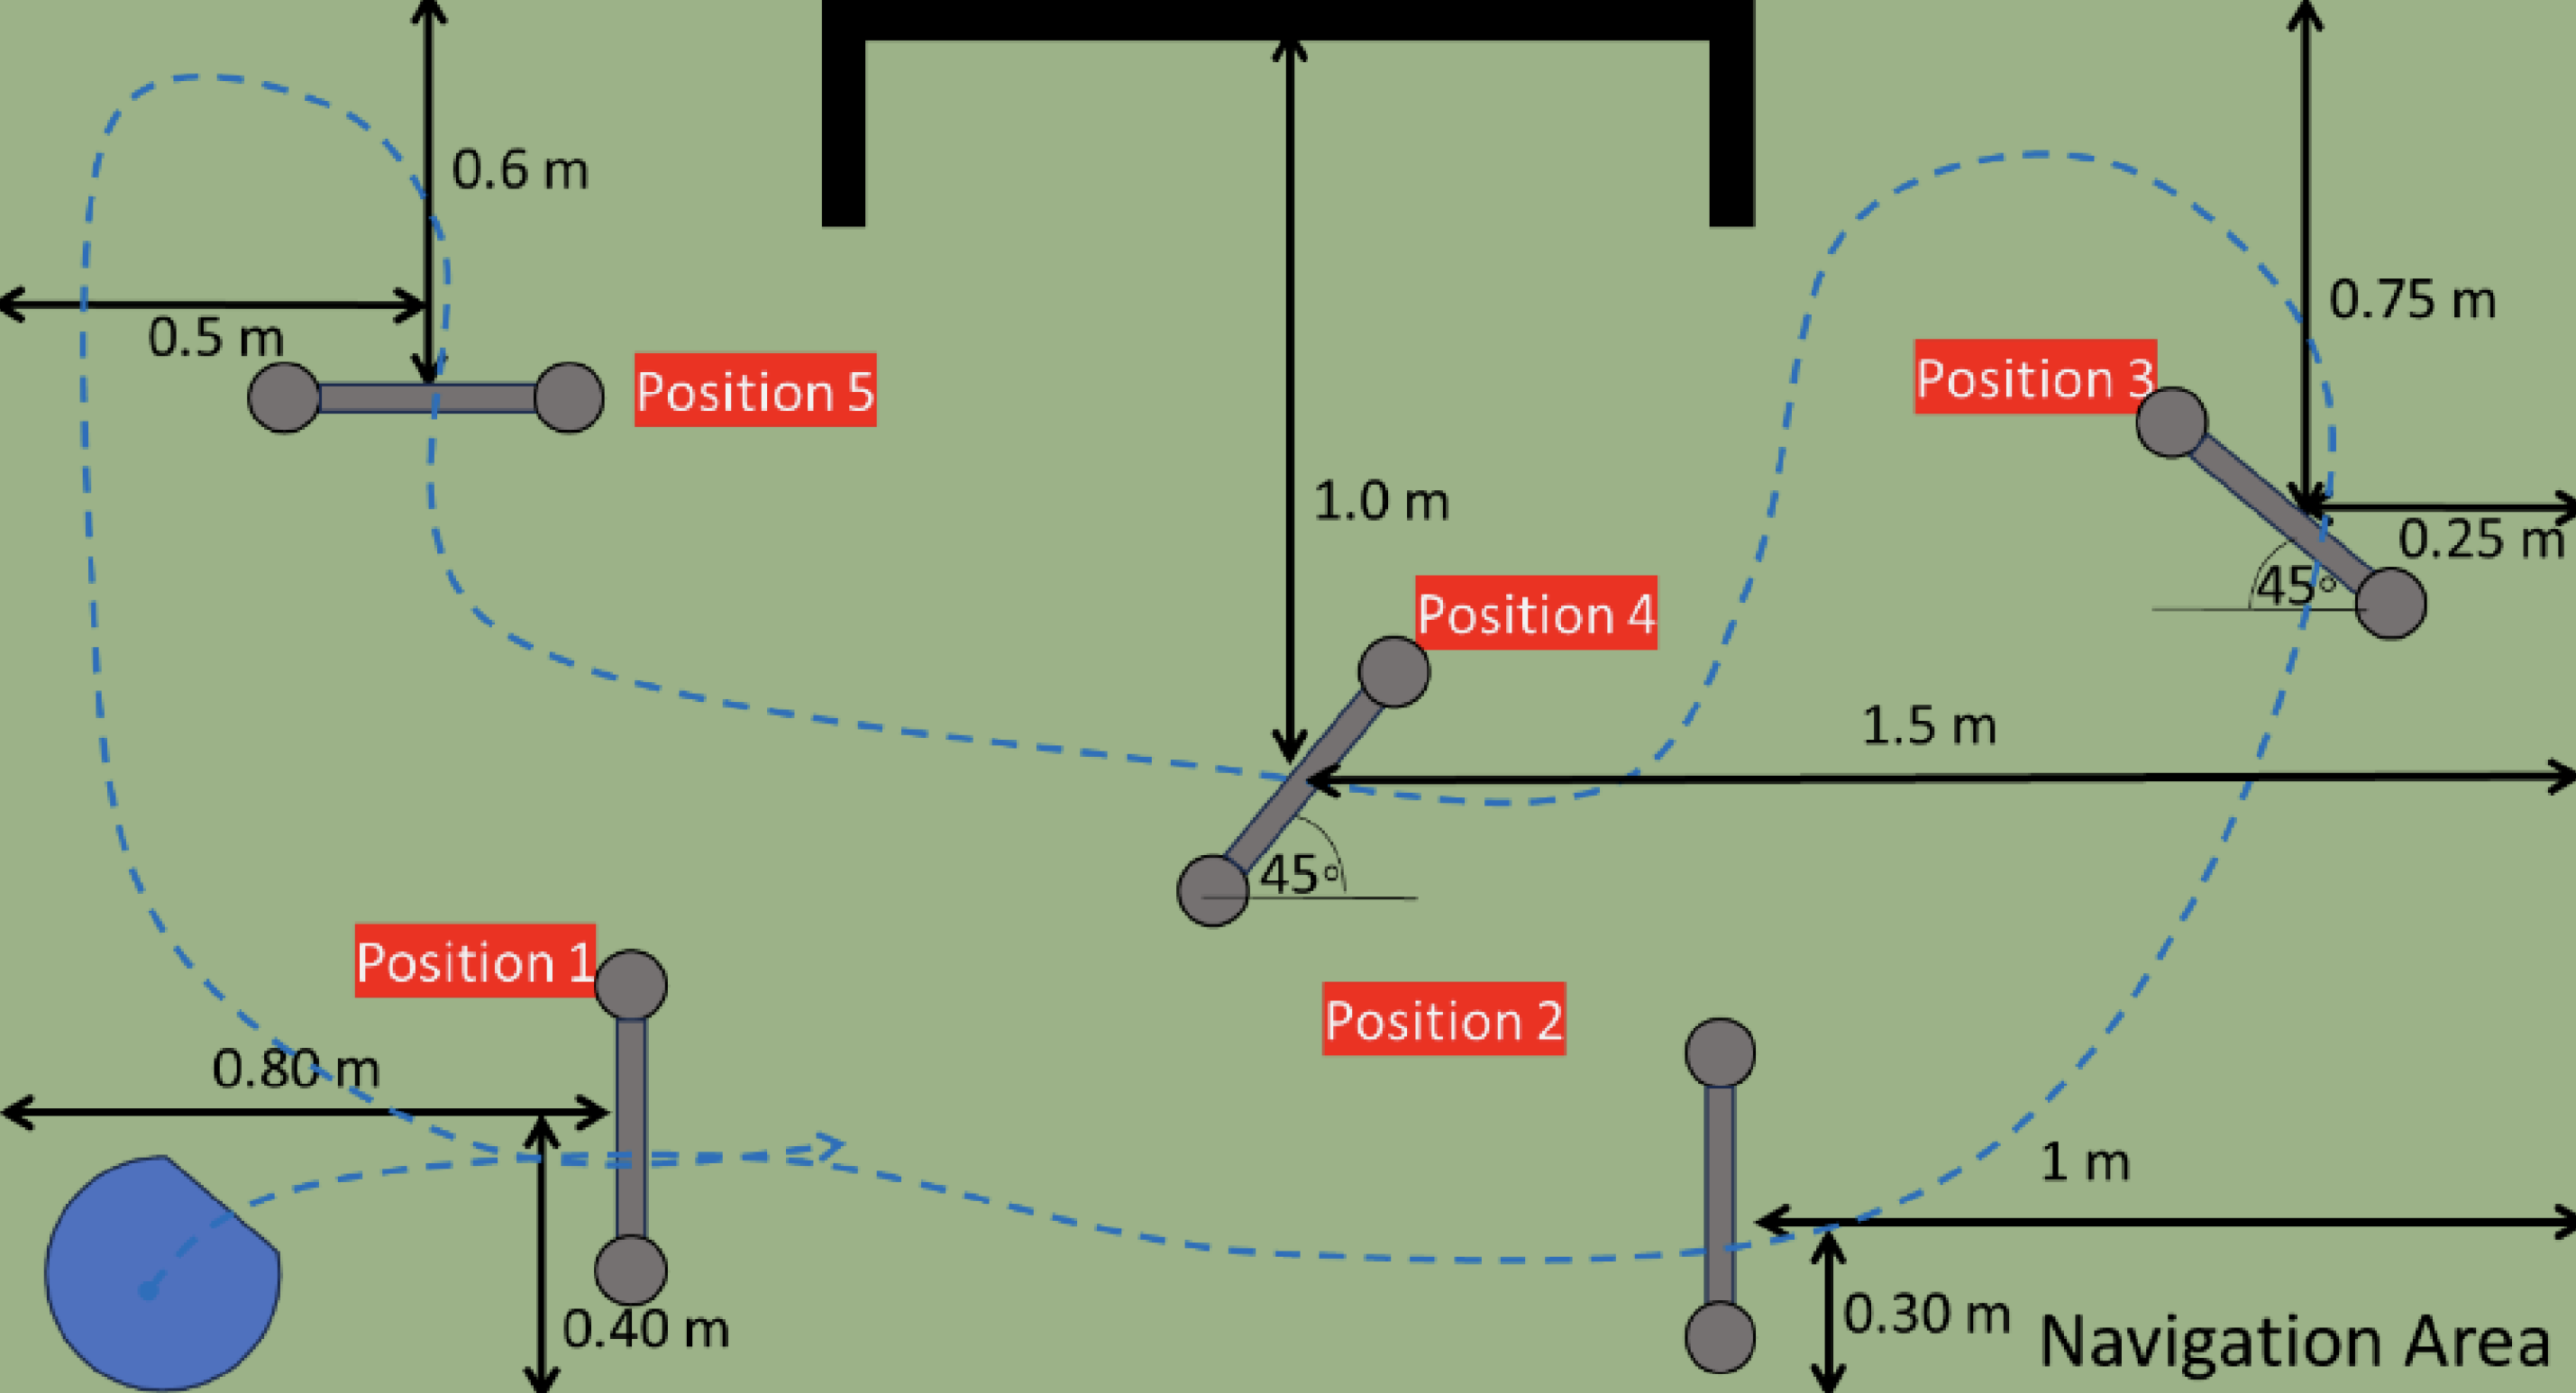 0.6 m
0.5 m
Position 5
0.75 m
Position 3
1.0 m
0.25 m
45°
Position 4
1.5 m
45°
Position 1
Position 2
0.80 m
1 m
0.40 m
0.30 m
Navigation Area